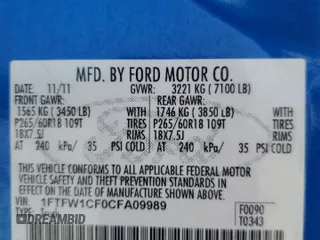 MFD. BY FORD MOTOR CO.
DATE: 11/11 GVWR: 3221 KG ( 7100 LB)
FRONT GAWR: REAR GAWR:
1565 KG ( 3450 LB) 1746 KG ( 3850 LB)
P265/60R18 109T TIRES P265/60R18 109T TIRES
18X7.5J RIMS 18X7.5J RIMS
AT 240 kPa/ 35 PSI COLD AT 240 kPa/ 35 PSI COLD
THIS VEHICLE CONFORMS TO ALL APPLICABLE FEDERAL MOTOR
VEHICLE SAFETY AND THEFT PREVENTION STANDARDS IN EFFECT ON
THE DATE OF MANUFACTURE SHOWN ABOVE.
VIN: 1FTFW1CF0CFA09989 F0090
TYPE: T0343